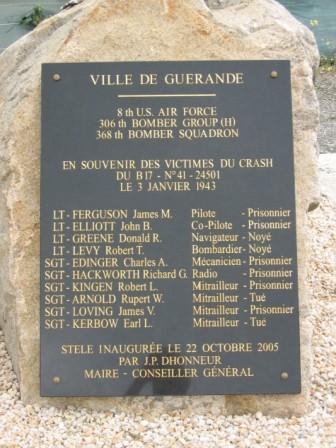 VILLE DE GUERANDE
8 th U.S. AIR FORCE
306 th BOMBER GROUP (H)
368 th BOMBER SQUADRON
EN SOUVENIR DES VICTIMES DU CRASH
DU B 17 - N° 41 - 24501
LE 3 JANVIER 1943
LT - FERGUSON James M. Pilote - Prisonnier
LT - ELLIOTT John B. Co-Pilote - Prisonnier
LT - GREENE Donald R. Navigateur - Noyé
LT - LEVY Robert T. Bombardier - Noyé
SGT - EDINGER Charles A. Mécanicien - Prisonnier
SGT - HACKWORTH Richard G. Radio - Prisonnier
SGT - KINGEN Robert L. Mitrailleur - Prisonnier
SGT - ARNOLD Rupert W. Mitrailleur - Tué
SGT - LOVING James V. Mitrailleur - Prisonnier
SGT - KERBOW Earl L. Mitrailleur - Tué
STELE INAUGURÉE LE 22 OCTOBRE 2005
PAR J.P. DHONNEUR
MAIRE - CONSEILLER GÉNÉRAL